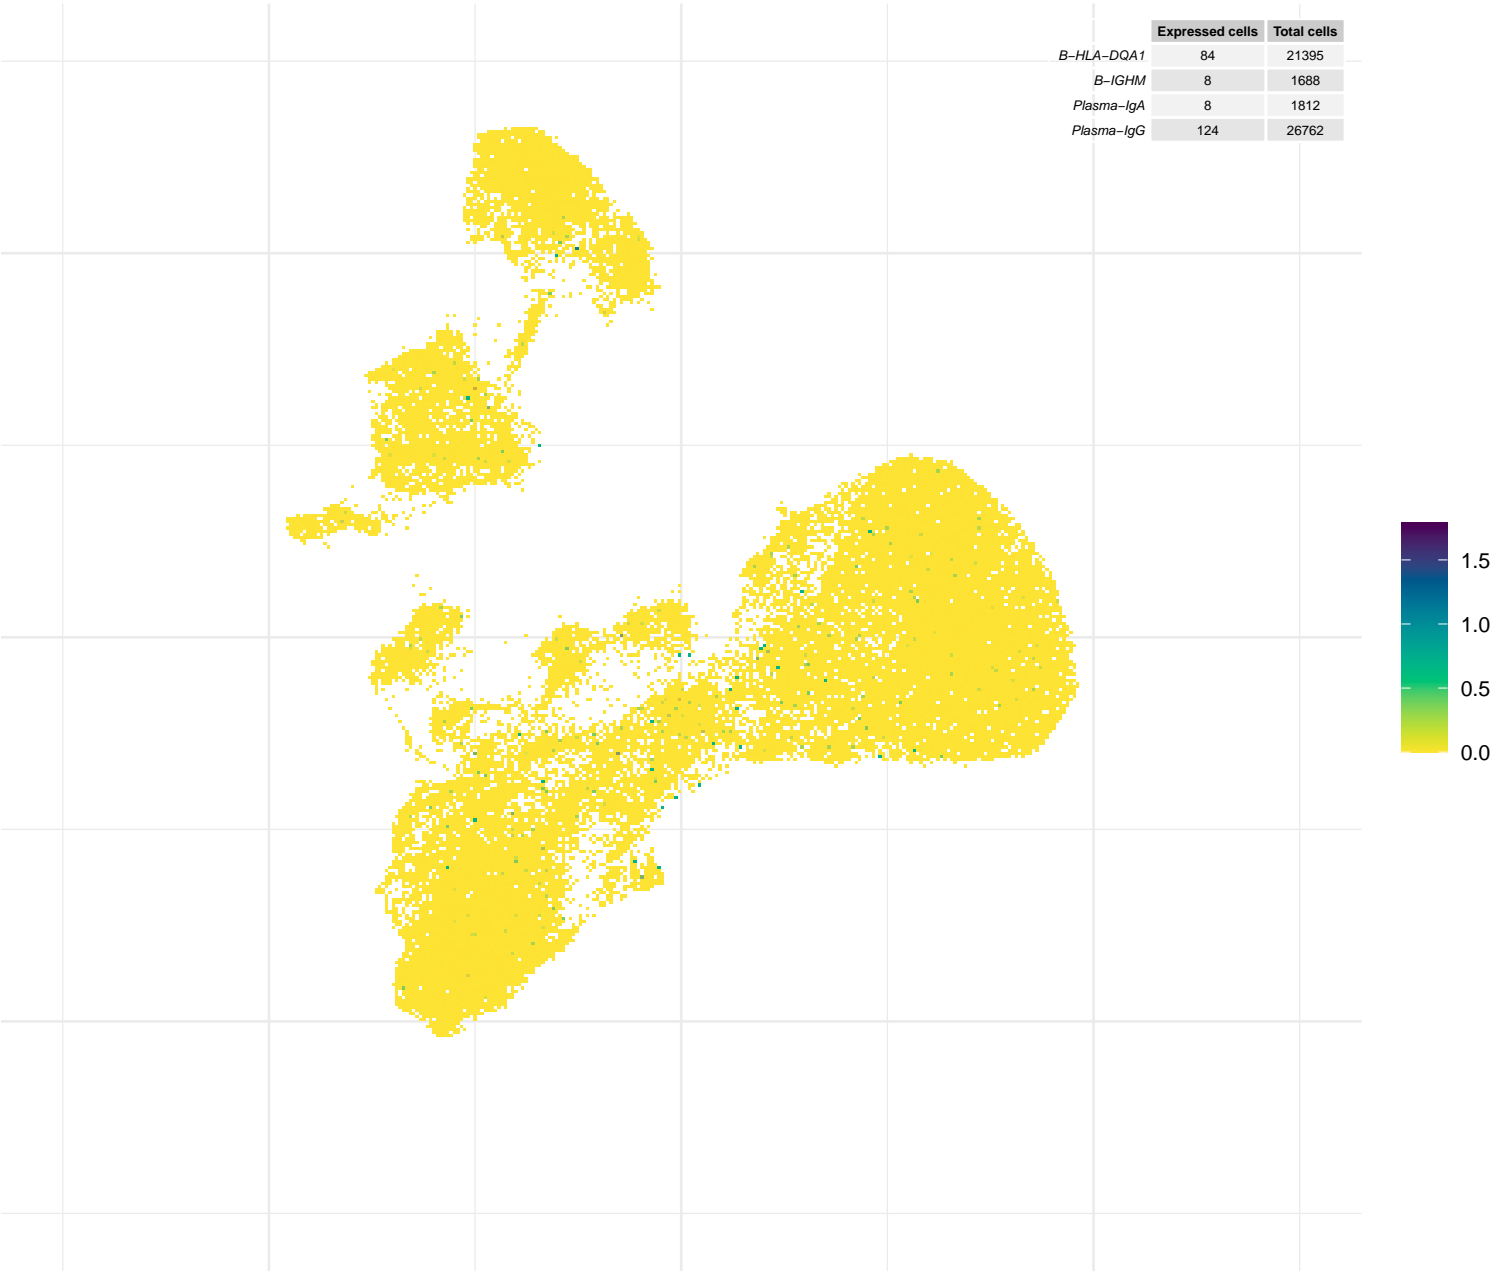 Expressed cells Total cells
B−HLA−DQA1 84 21395
B−IGHM 8 1688
Plasma−IgA 8 1812
Plasma−IgG 124 26762
1.5
1.0
0.5
0.0